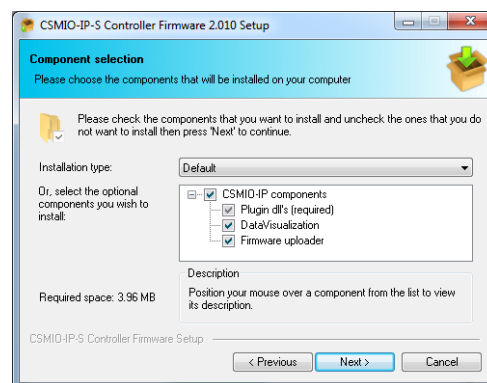 CSMIO-IP-S Controller Firmware 2.010 Setup
Component selection
Please choose the components that will be installed on your computer
Please check the components that you want to install and uncheck the ones that you do
not want to install then press 'Next' to continue.
Installation type:
Default
Or, select the optional
components you wish to
install:
CSMIO-IP components
Plugin dll's (required)
DataVisualization
Firmware uploader
Description
Position your mouse over a component from the list to view
its description.
Required space: 3.96 MB
CSMIO-IP-S Controller Firmware Setup
< Previous
Next >
Cancel